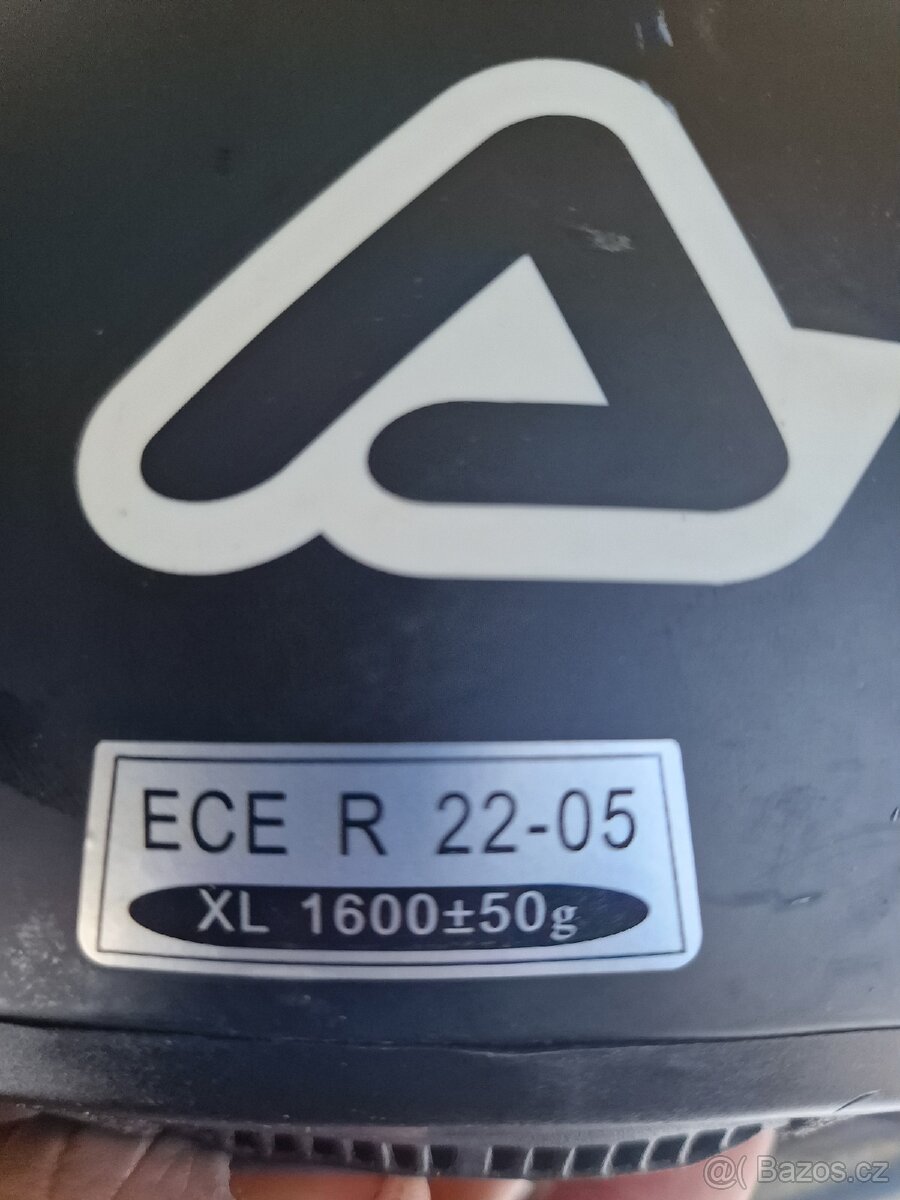 ECE R 22-05
XL 1600±50g
@( Bazos.cz